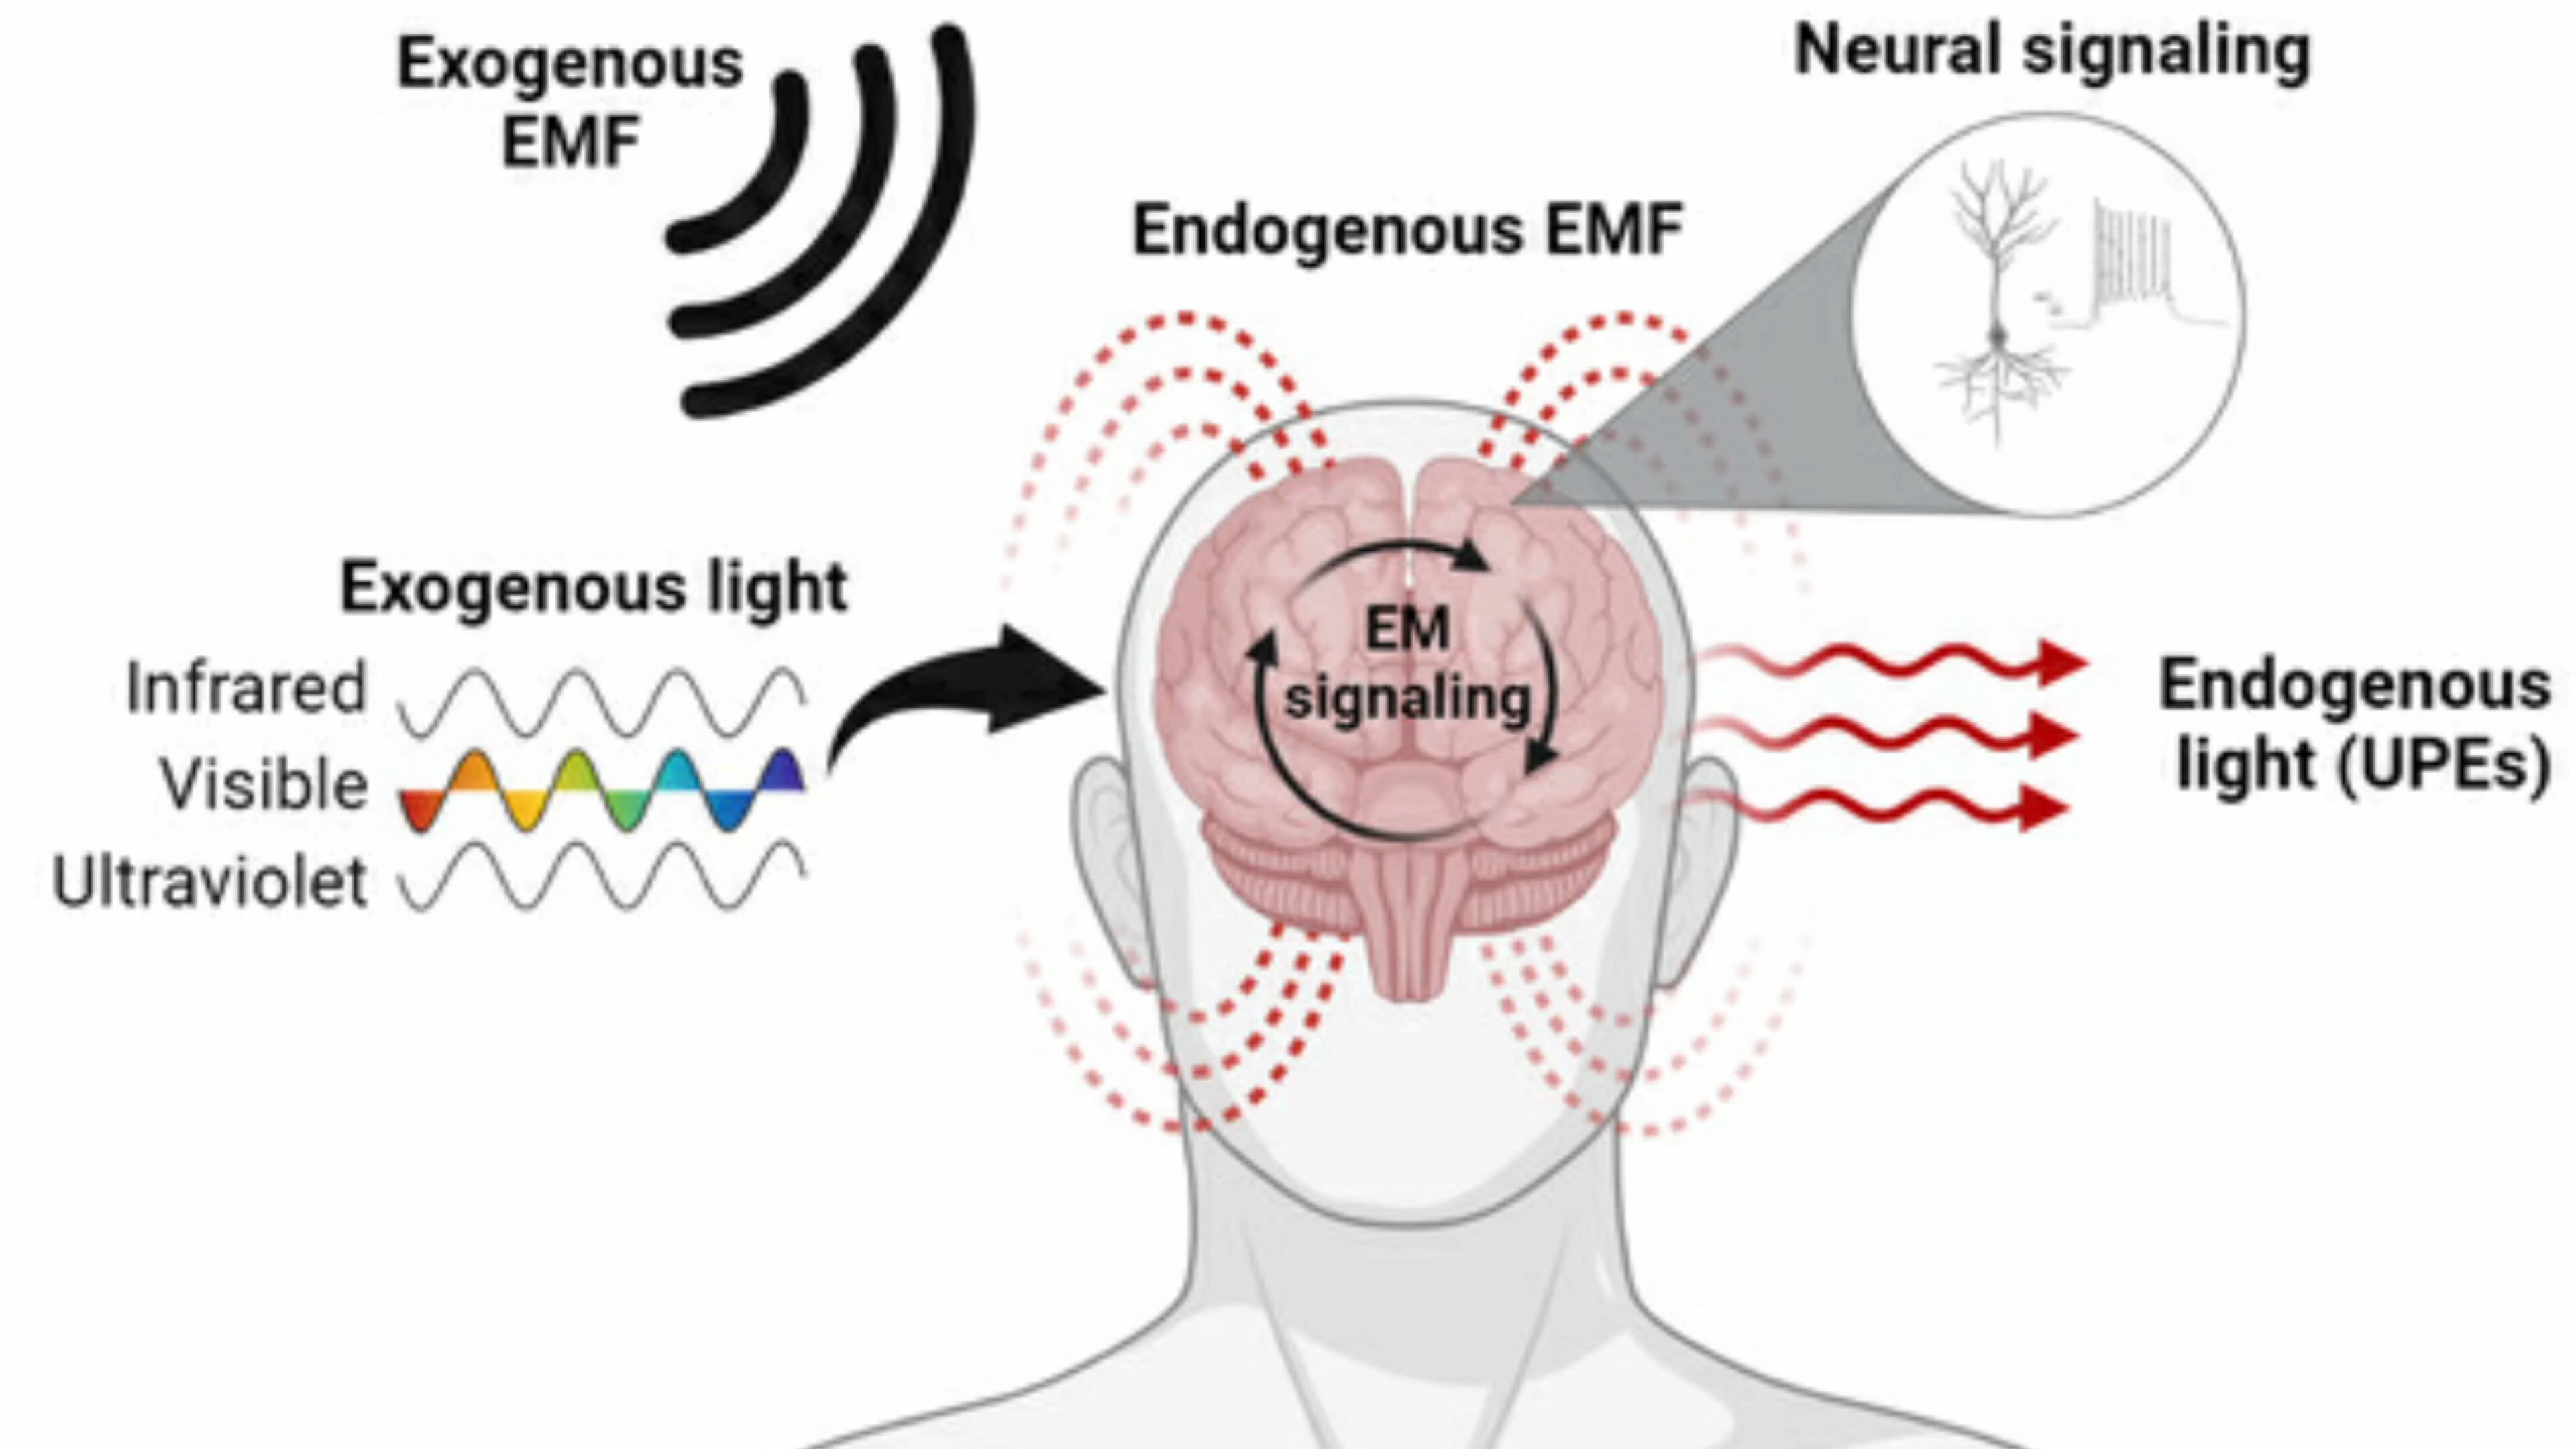 Exogenous
EMF
Neural signaling
Endogenous EMF
Exogenous light
Infrared
Visible
Ultraviolet
EM
signaling
Endogenous
light (UPEs)